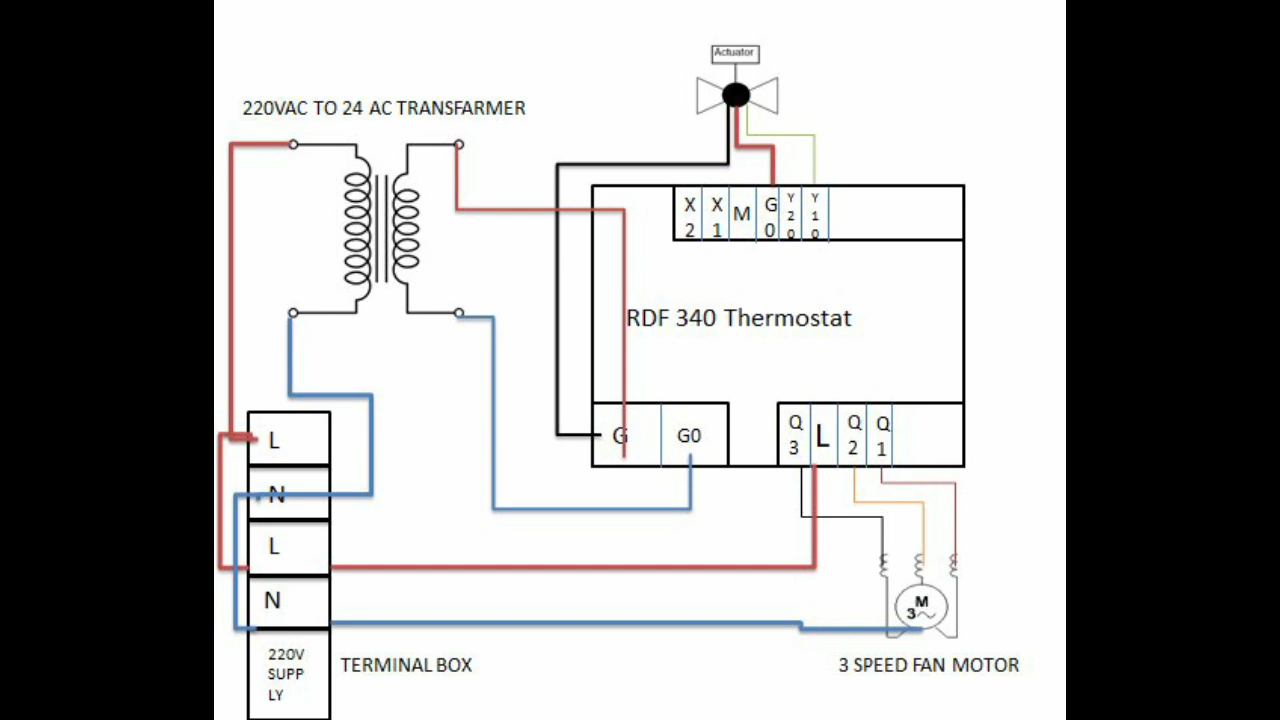 Actuator
220VAC TO 24 AC TRANSFARMER
X
2
X
1
M
G
0
Y
2
0
Y
1
0
RDF 340 Thermostat
G
G0
Q
3
L
Q
2
Q
1
L
N
L
N
220V
SUPP
LY
TERMINAL BOX
M
3
3 SPEED FAN MOTOR